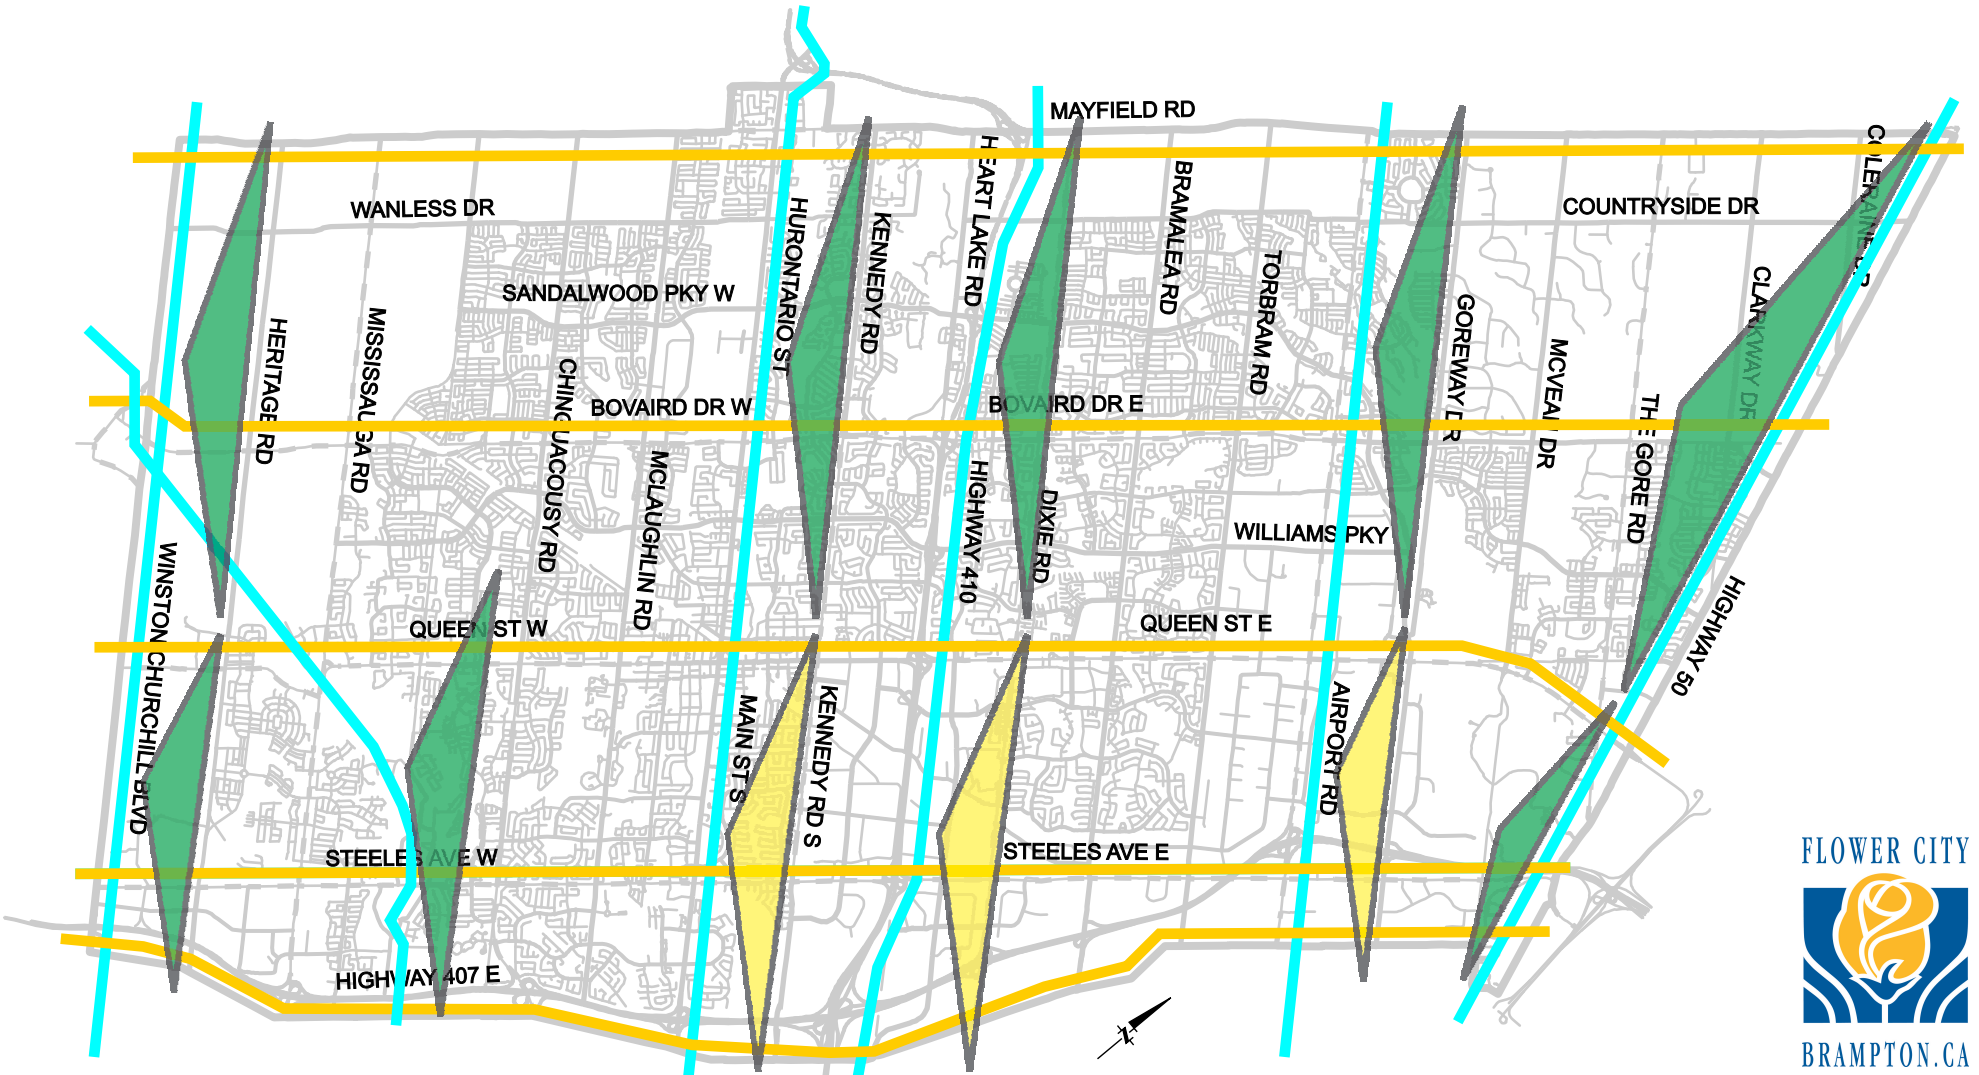 MAYFIELD RD
WANLESS DR
COUNTRYSIDE DR
COLERAINE DR
HEART LAKE RD
BRAMALEA RD
HURONTARIO ST
KENNEDY RD
TORBRAM RD
SANDALWOOD PKY W
GOREWAY DR
CLARKWAY DR
HERITAGE RD
MISSISSAUGA RD
CHINGUACOUSY RD
MCVEAN DR
BOVAIRD DR W
BOVAIRD DR E
THE GORE RD
MCLAUGHLIN RD
HIGHWAY 410
DIXIE RD
WILLIAMS PKY
WINSTON CHURCHILL BLVD
HIGHWAY 50
QUEEN ST W
QUEEN ST E
MAIN ST S
KENNEDY RD S
AIRPORT RD
STEELES AVE W
STEELES AVE E
HIGHWAY 407 E
N
FLOWER CITY
BRAMPTON.CA